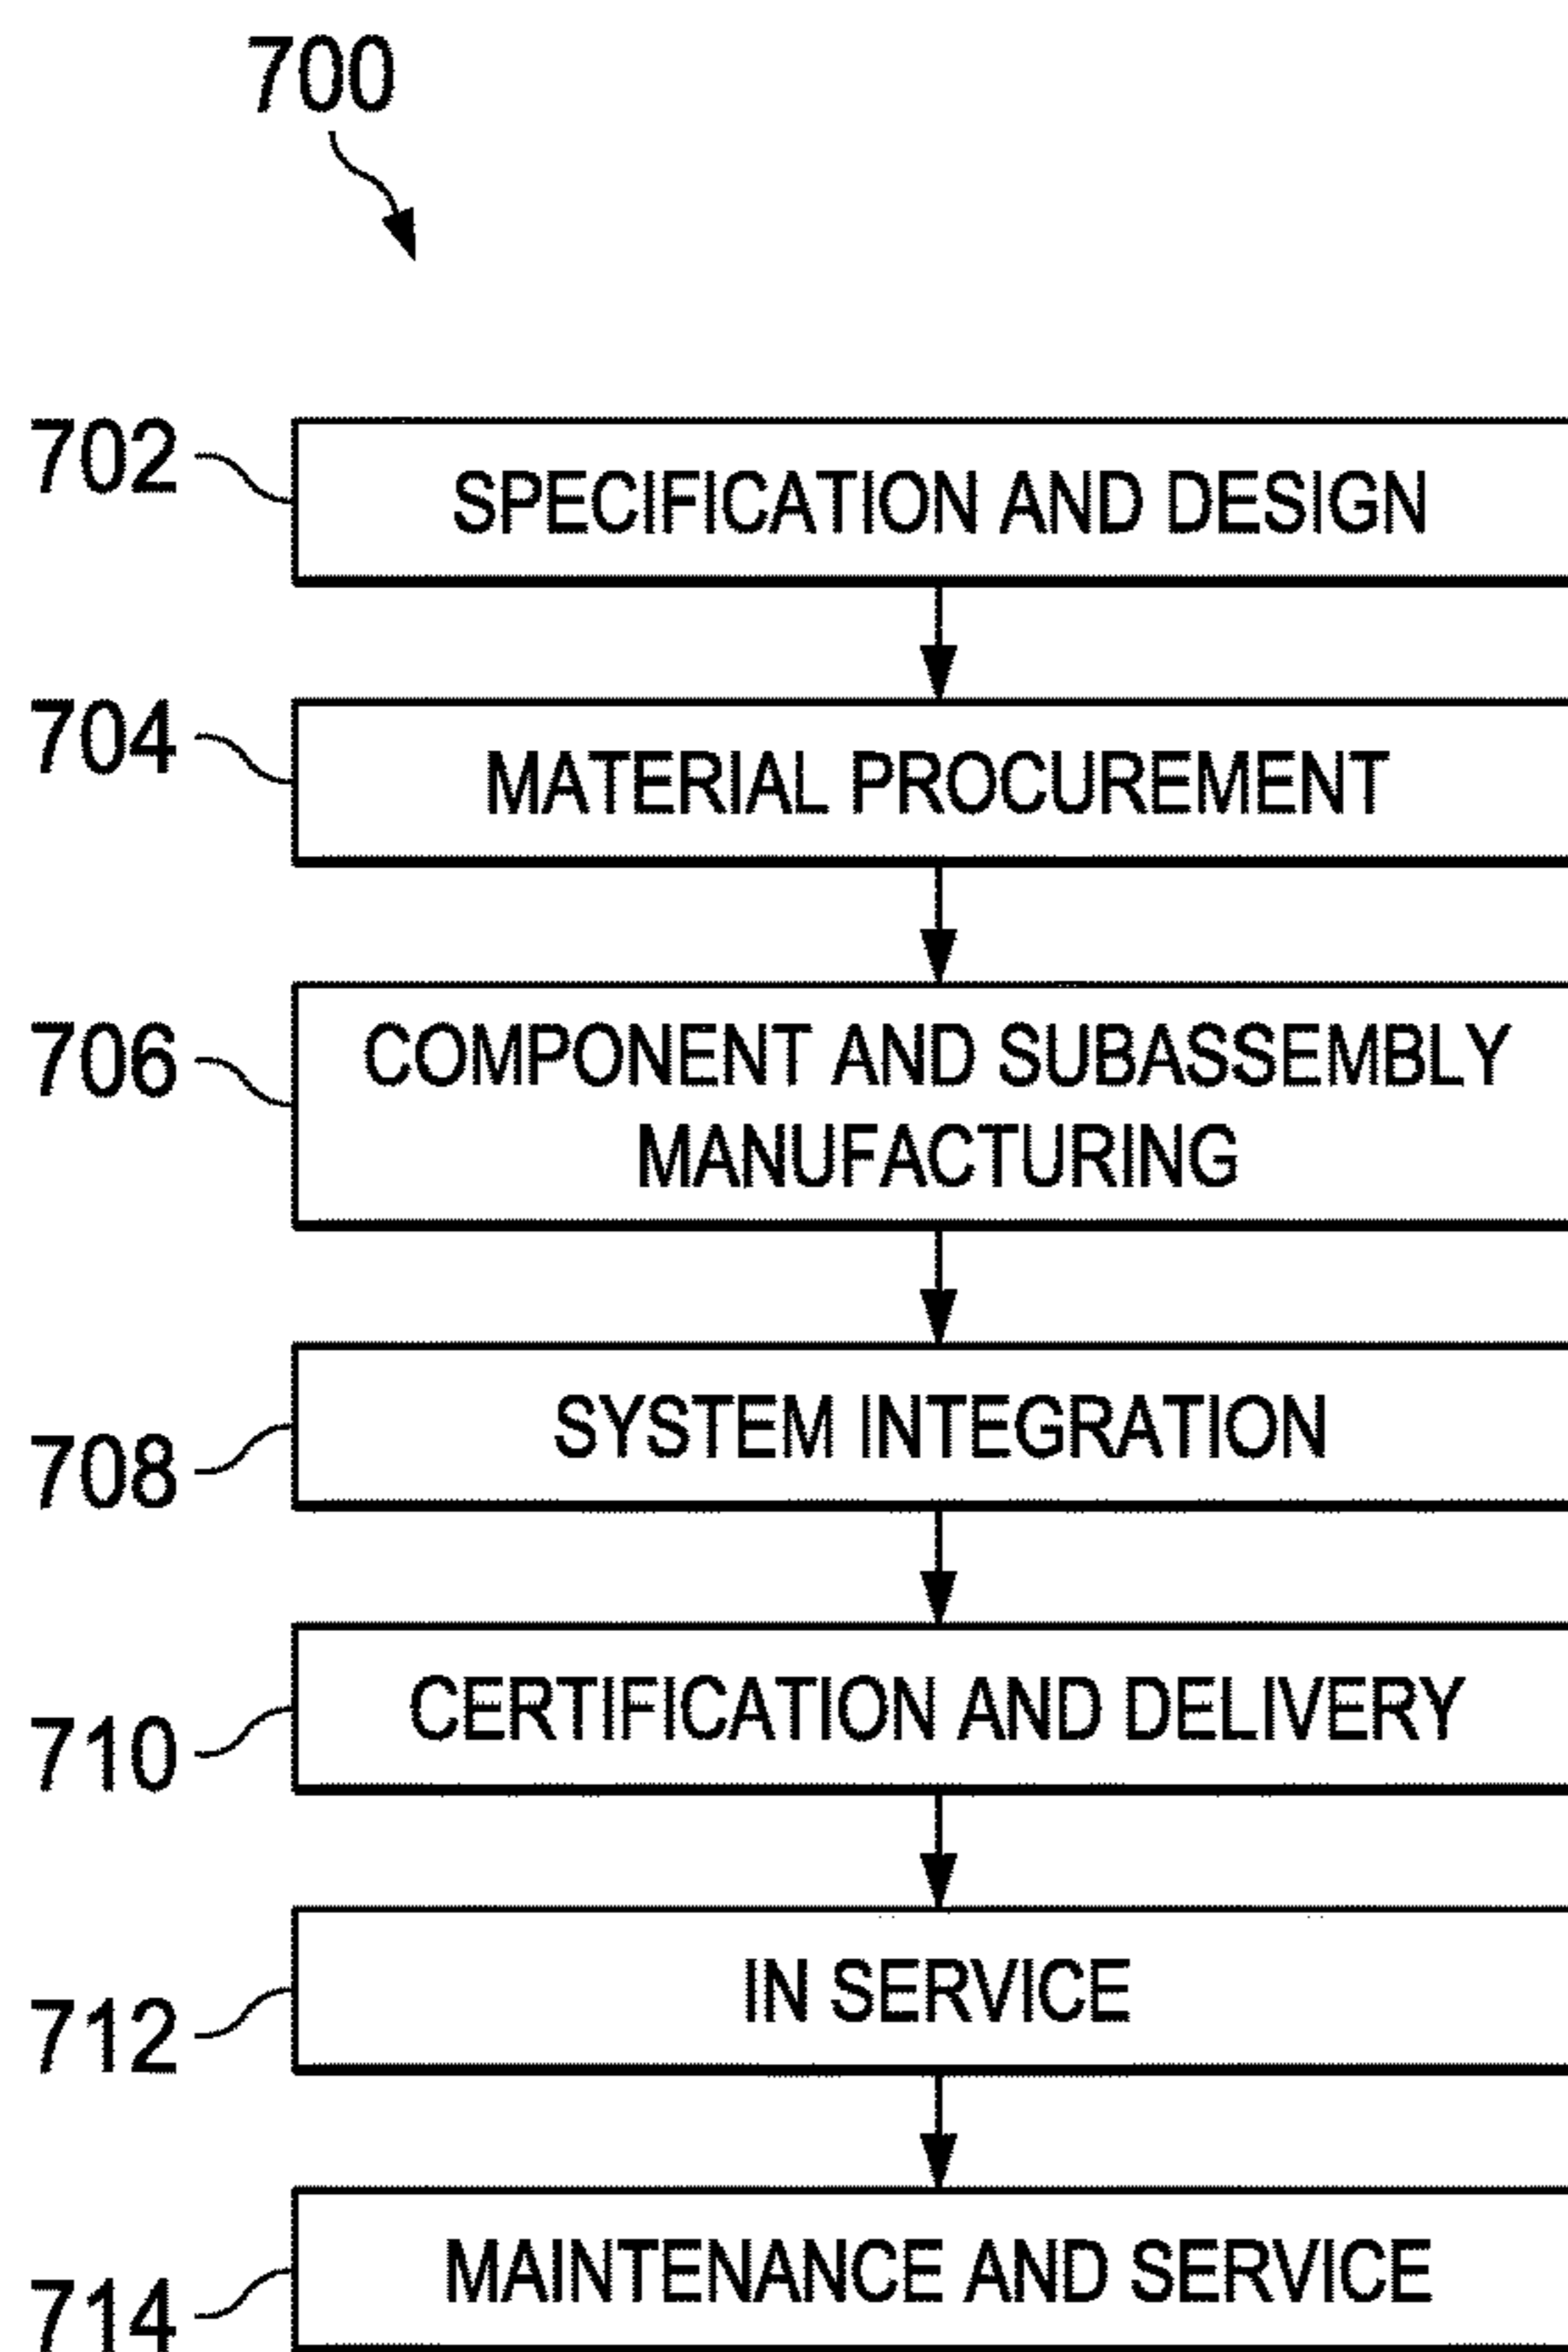 700
702 SPECIFICATION AND DESIGN
704 MATERIAL PROCUREMENT
706 COMPONENT AND SUBASSEMBLY
MANUFACTURING
708 SYSTEM INTEGRATION
710 CERTIFICATION AND DELIVERY
712 IN SERVICE
714 MAINTENANCE AND SERVICE